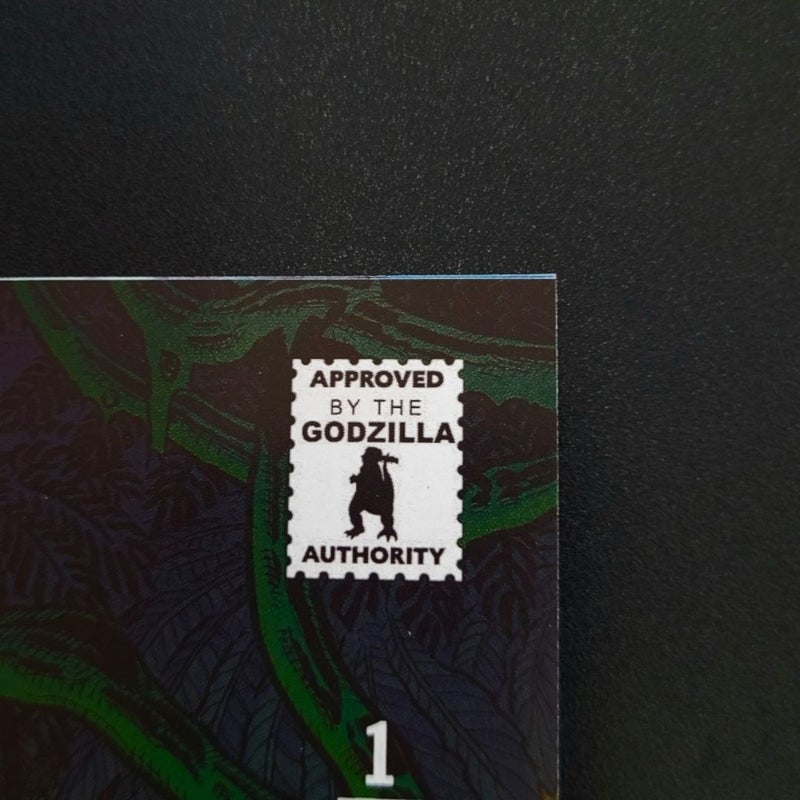 APPROVED
BY THE
GODZILLA
AUTHORITY
1